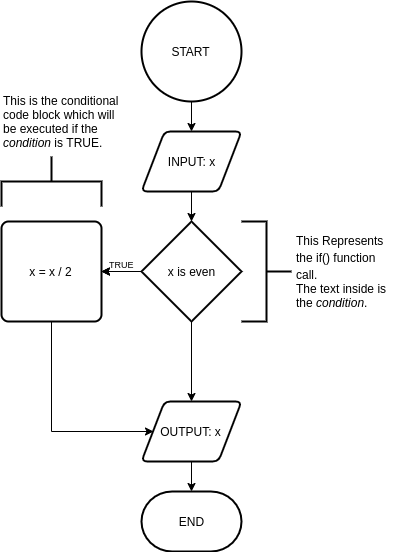 START
This is the conditional
code block which will
be executed if the
condition is TRUE.
INPUT: x
x = x / 2
TRUE
x is even
This Represents
the if() function
call.
The text inside is
the condition.
OUTPUT: x
END